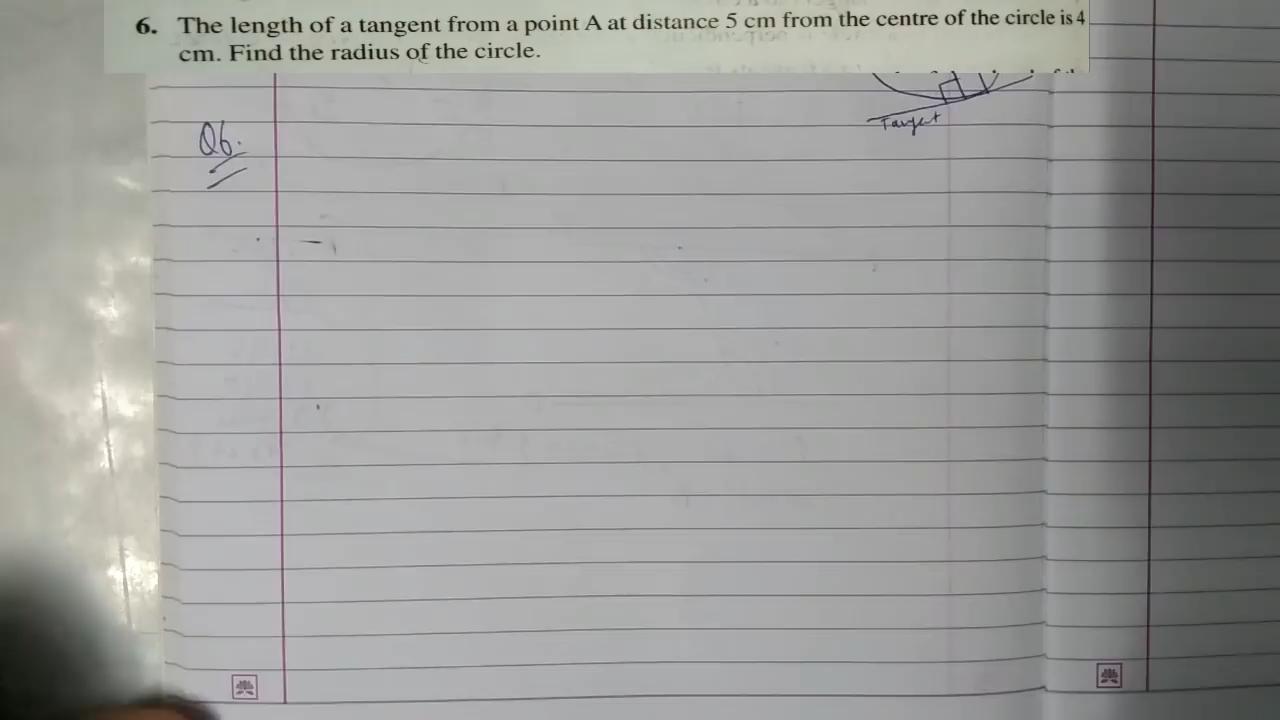 6. The length of a tangent from a point A at distance 5 cm from the centre of the circle is 4
cm. Find the radius of the circle.
Tangent
Q6.